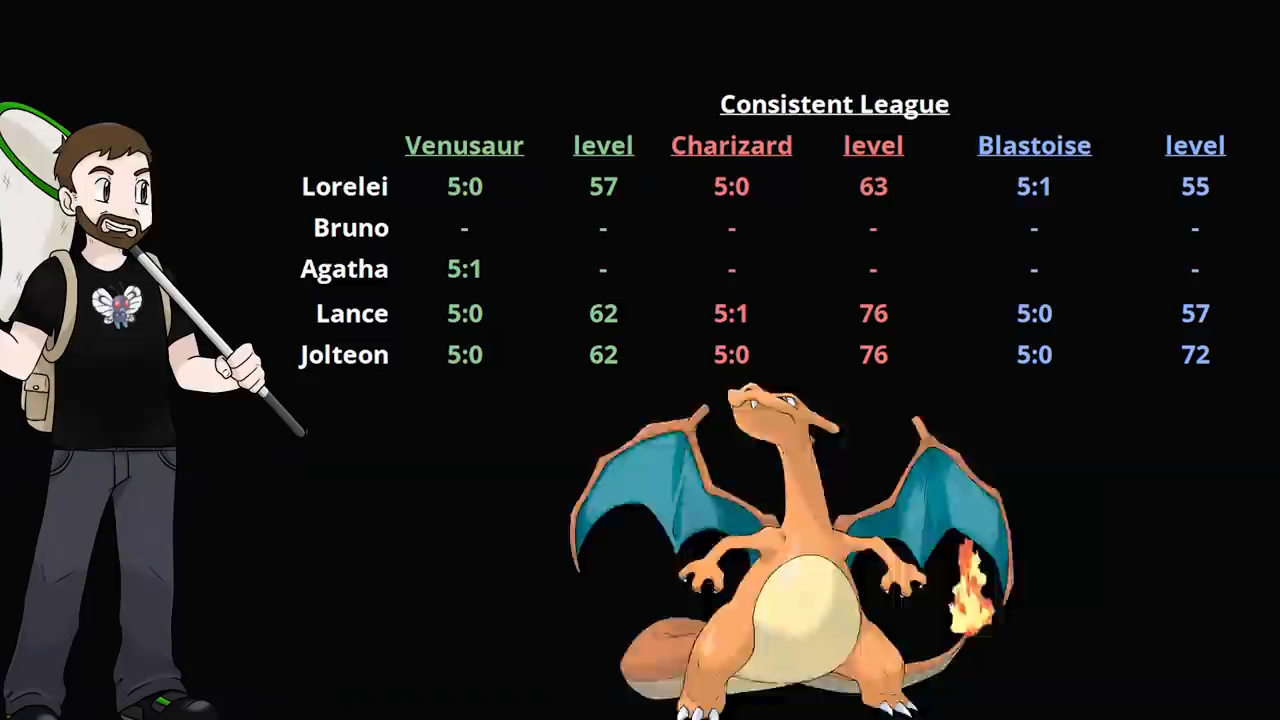 Consistent League
Venusaur level Charizard level Blastoise level
Lorelei 5:0 57 5:0 63 5:1 55
Bruno - - - - - -
Agatha 5:1 - - - - -
Lance 5:0 62 5:1 76 5:0 57
Jolteon 5:0 62 5:0 76 5:0 72